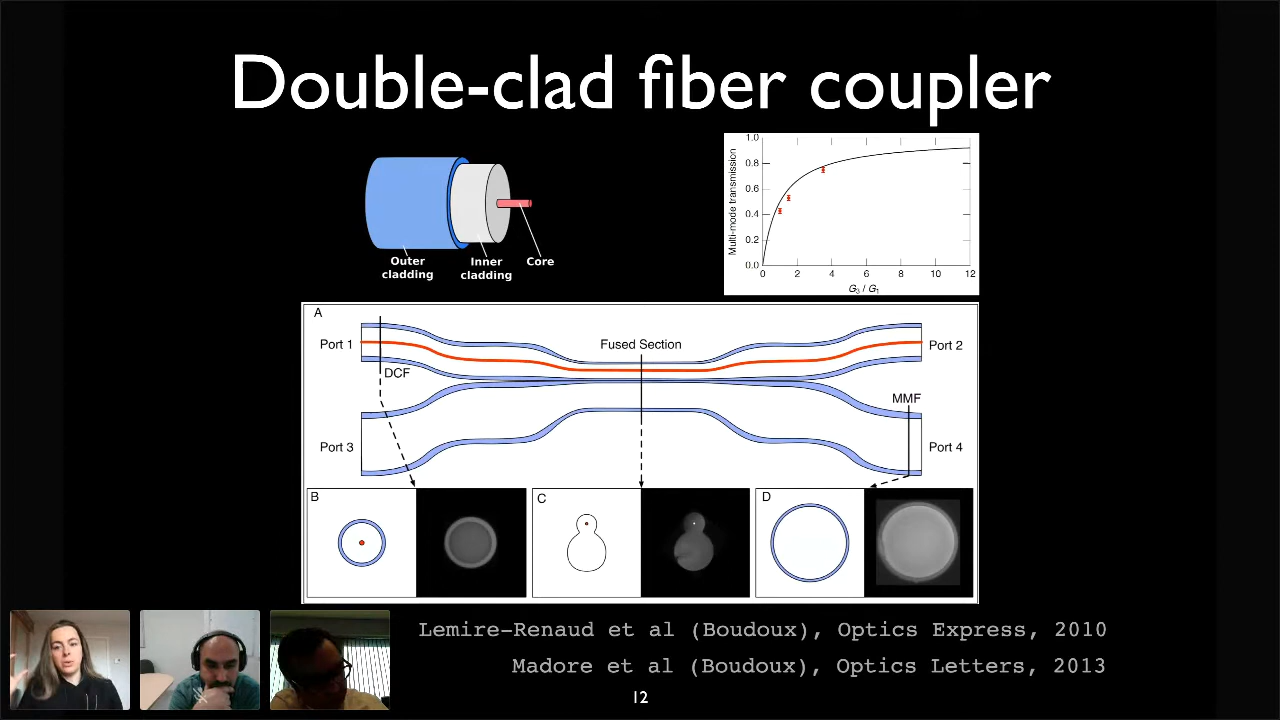 Double-clad fiber coupler
Outer cladding
Inner cladding
Core
Multi-mode transmission
1.0
0.8
0.6
0.4
0.2
0.0
0 2 4 6 8 10 12
G3 / G1
A
Port 1
Fused Section
Port 2
DCF
MMF
Port 3
Port 4
B
C
D
Lemire-Renaud et al (Boudoux), Optics Express, 2010
Madore et al (Boudoux), Optics Letters, 2013
12